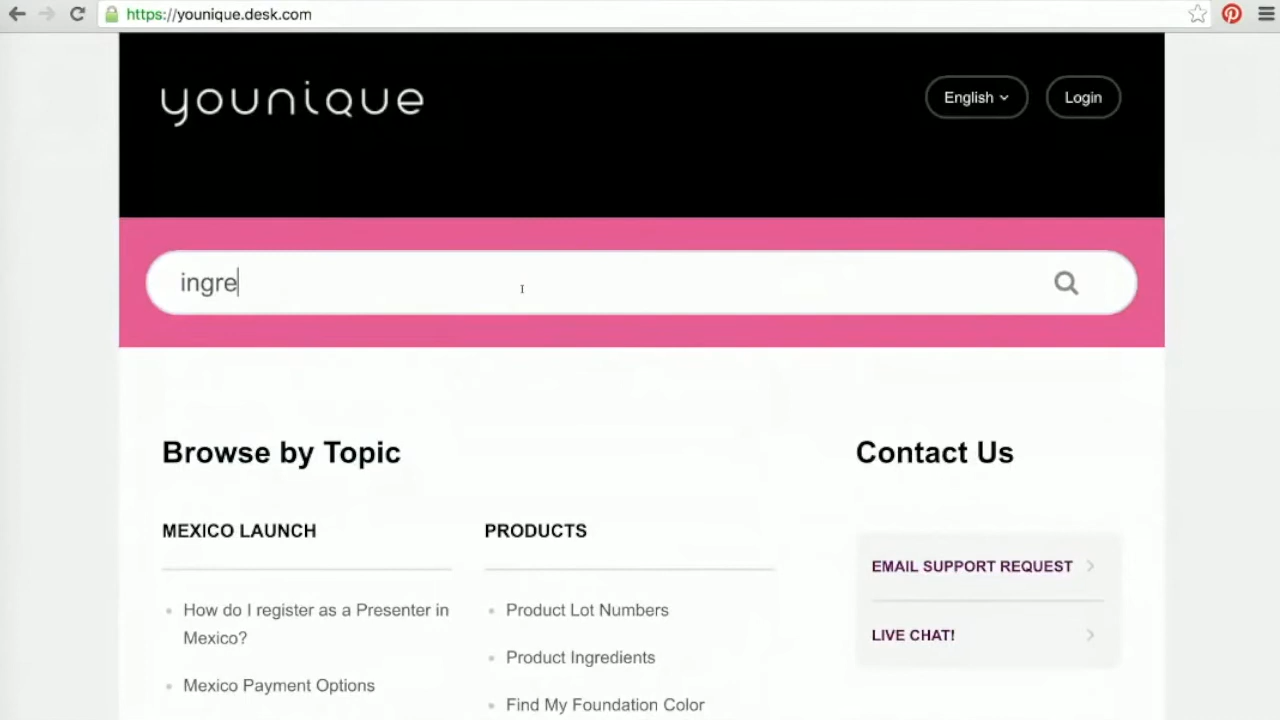 https://younique.desk.com
younique
English
Login
ingre
Browse by Topic
Contact Us
MEXICO LAUNCH
PRODUCTS
EMAIL SUPPORT REQUEST
How do I register as a Presenter in
Mexico?
Product Lot Numbers
LIVE CHAT!
Product Ingredients
Mexico Payment Options
Find My Foundation Color